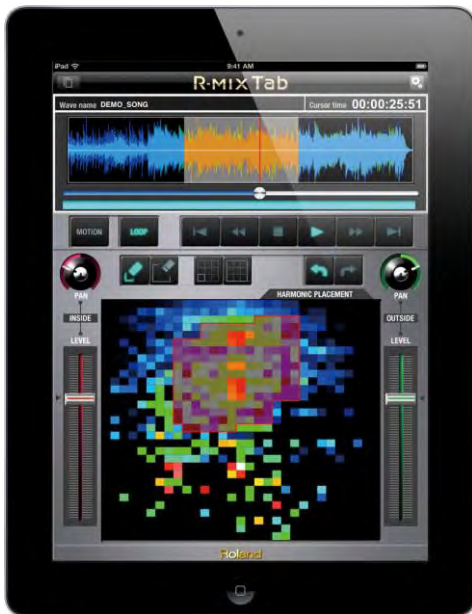 iPad 9:41 AM
R-MIX Tab
Wave name DEMO_SONG Cursor time 00:00:25:51
MOTION LOOP
PAN PAN
HARMONIC PLACEMENT
INSIDE OUTSIDE
LEVEL LEVEL
Roland